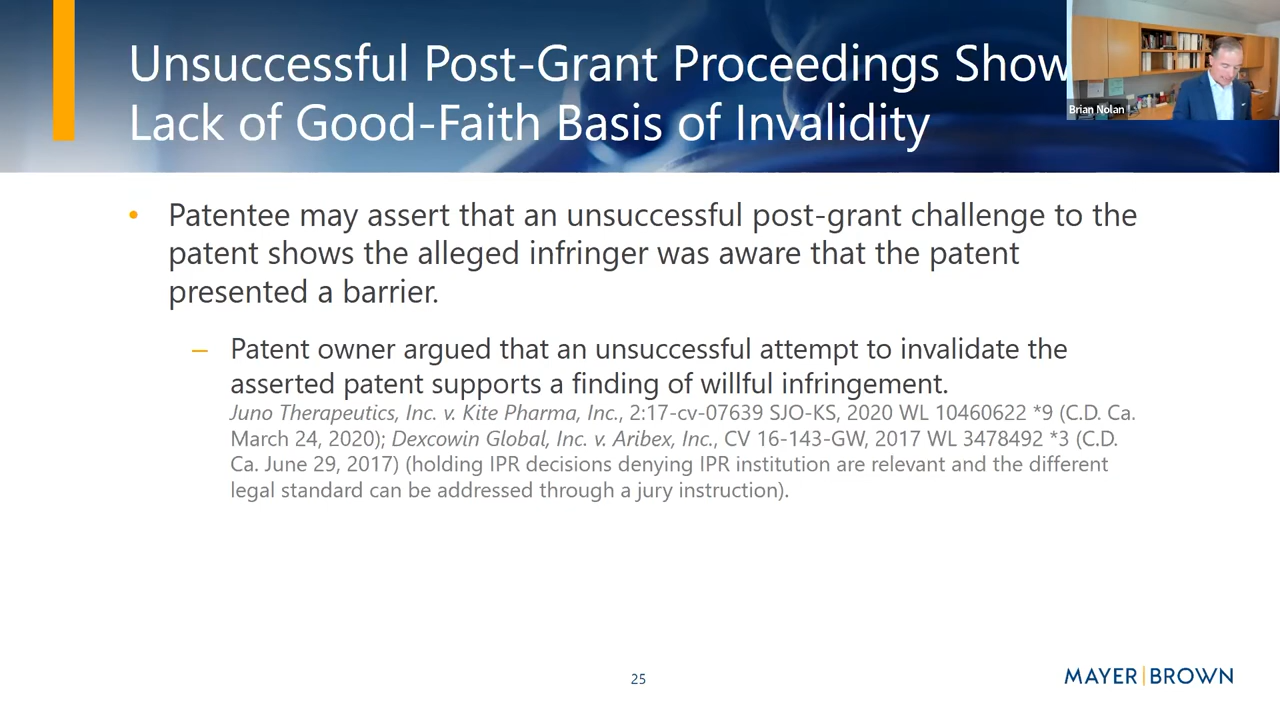 Unsuccessful Post-Grant Proceedings Show
Lack of Good-Faith Basis of Invalidity
Brian Nolan
• Patentee may assert that an unsuccessful post-grant challenge to the
patent shows the alleged infringer was aware that the patent
presented a barrier.
– Patent owner argued that an unsuccessful attempt to invalidate the
asserted patent supports a finding of willful infringement.
Juno Therapeutics, Inc. v. Kite Pharma, Inc., 2:17-cv-07639 SJO-KS, 2020 WL 10460622 *9 (C.D. Ca.
March 24, 2020); Dexcowin Global, Inc. v. Aribex, Inc., CV 16-143-GW, 2017 WL 3478492 *3 (C.D.
Ca. June 29, 2017) (holding IPR decisions denying IPR institution are relevant and the different
legal standard can be addressed through a jury instruction).
25
MAYER|BROWN